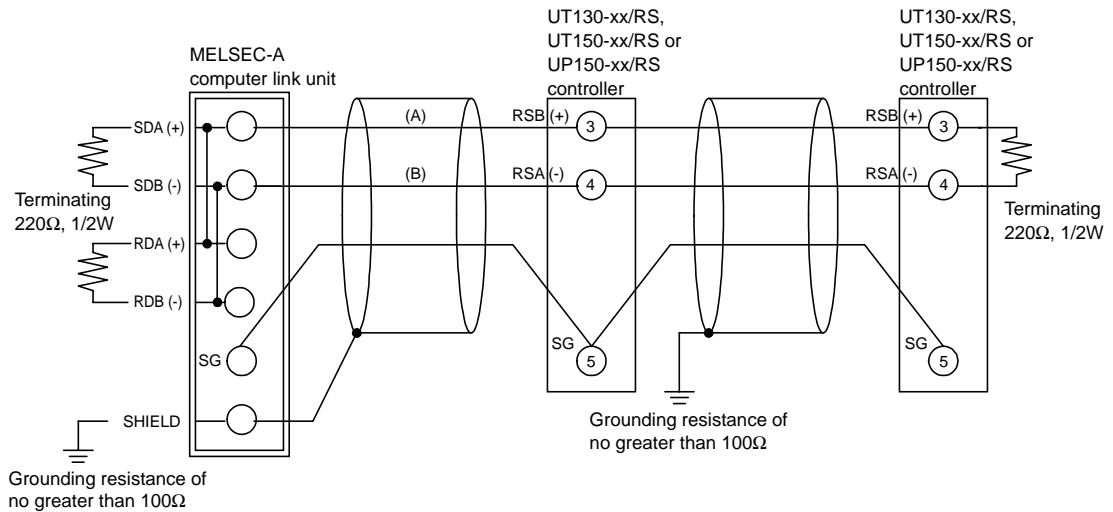 UT130-xx/RS,
UT150-xx/RS or
UP150-xx/RS
controller
UT130-xx/RS,
UT150-xx/RS or
UP150-xx/RS
controller
MELSEC-A
computer link unit
SDA (+)
(A)
RSB (+)
3
RSB (+)
3
SDB (-)
(B)
RSA (-)
4
RSA (-)
4
Terminating
220Ω, 1/2W
Terminating
220Ω, 1/2W
RDA (+)
RDB (-)
SG
SG
5
SG
5
SHIELD
Grounding resistance of
no greater than 100Ω
Grounding resistance of
no greater than 100Ω